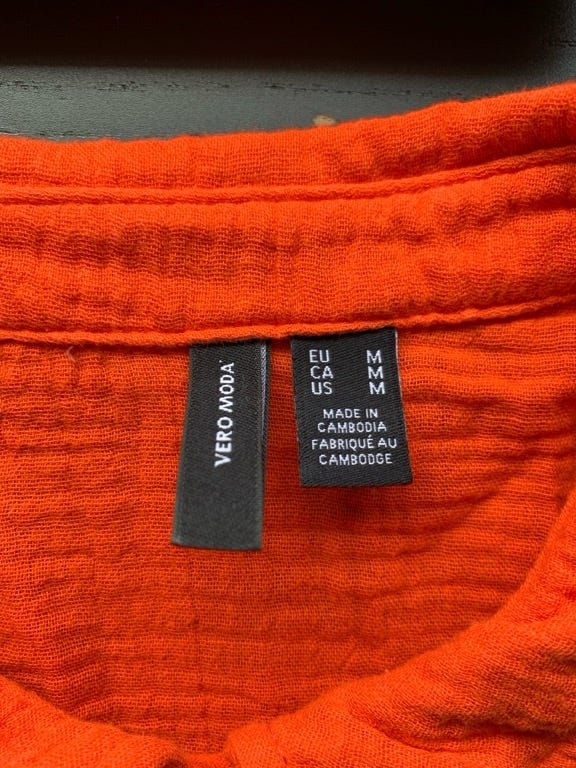 VERO MODA
EU M
CA M
US M
MADE IN
CAMBODIA
FABRIQUÉ AU
CAMBODGE